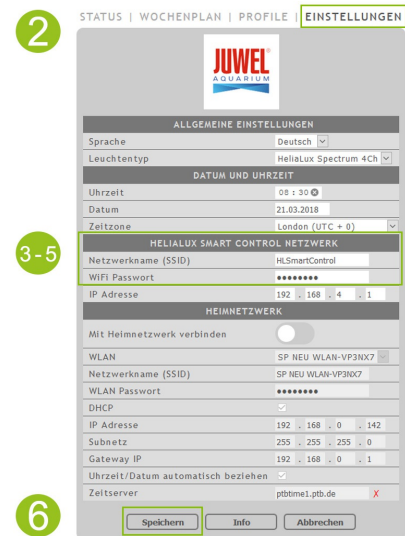 2
STATUS | WOCHENPLAN | PROFILE | EINSTELLUNGEN
JUWEL®
AQUARIUM
ALLGEMEINE EINSTELLUNGEN
Sprache Deutsch
Leuchtentyp HeliaLux Spectrum 4Ch
DATUM UND UHRZEIT
Uhrzeit 08 : 30
Datum 21.03.2018
Zeitzone London (UTC + 0)
3-5
HELIALUX SMART CONTROL NETZWERK
Netzwerkname (SSID) HLSmartControl
WiFi Passwort ••••••••
IP Adresse 192 . 168 . 4 . 1
HEIMNETZWERK
Mit Heimnetzwerk verbinden
WLAN SP NEU WLAN-VP3NX7
Netzwerkname (SSID) SP NEU WLAN-VP3NX7
WLAN Passwort ••••••••
DHCP
IP Adresse 192 . 168 . 0 . 142
Subnetz 255 . 255 . 255 . 0
Gateway IP 192 . 168 . 0 . 1
Uhrzeit/Datum automatisch beziehen
Zeitserver ptbtime1.ptb.de X
6
Speichern Info Abbrechen